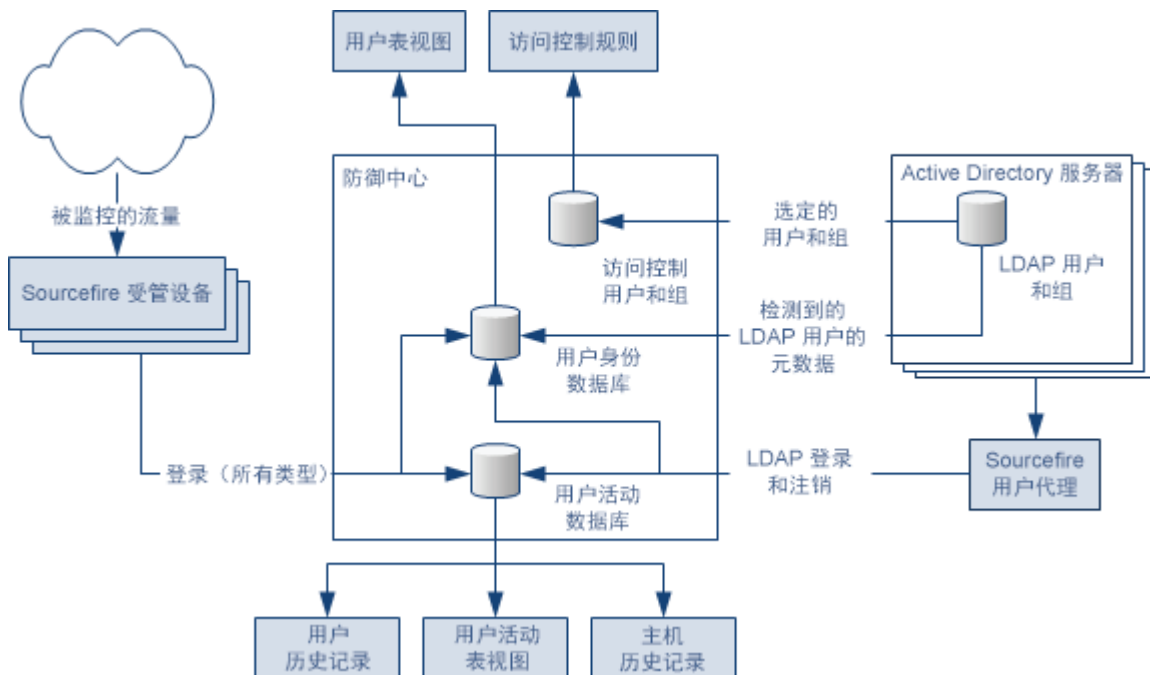 用户表视图
访问控制规则
防御中心
Active Directory 服务器
被监控的流量
选定的
用户和组
访问控制
用户和组
LDAP 用户
和组
Sourcefire 受管设备
检测到的
LDAP 用户的
元数据
用户身份
数据库
登录（所有类型）
用户活动
数据库
LDAP 登录
和注销
Sourcefire
用户代理
用户
历史记录
用户活动
表视图
主机
历史记录